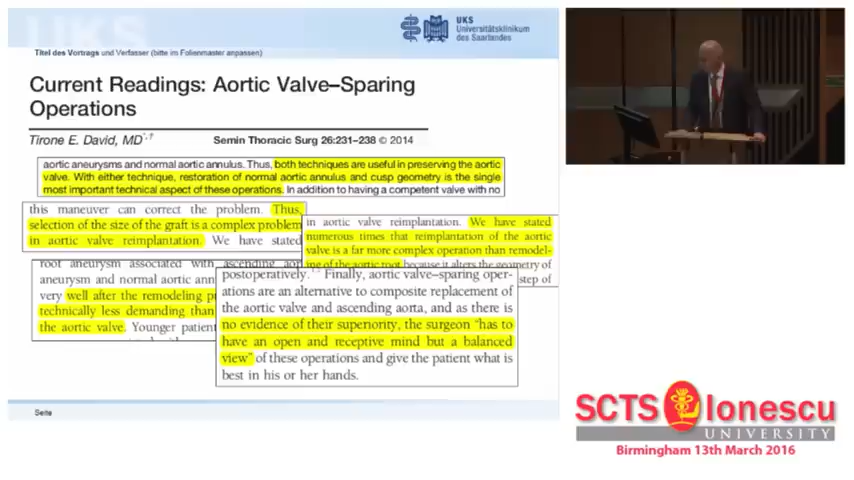 UKS
UKS
Universitätsklinikum
des Saarlandes
Titel des Vortrags und Verfasser (bitte im Folienmaster anpassen)
Current Readings: Aortic Valve–Sparing
Operations
Tirone E. David, MD*,†
Semin Thoracic Surg 26:231–238 © 2014
aortic aneurysms and normal aortic annulus. Thus, both techniques are useful in preserving the aortic
valve. With either technique, restoration of normal aortic annulus and cusp geometry is the single
most important technical aspect of these operations. In addition to having a competent valve with no
this maneuver can correct the problem. Thus,
selection of the size of the graft is a complex problem
in aortic valve reimplantation. We have stated
in aortic valve reimplantation. We have stated
numerous times that reimplantation of the aortic
valve is a far more complex operation than remodel-
ing of the aortic root because it alters the geometry of
step of
root aneurysm associated with ascending aor
aneurysm and normal aortic ann
very well after the remodeling p
technically less demanding than
the aortic valve. Younger patient
postoperatively. Finally, aortic valve-sparing oper-
ations are an alternative to composite replacement of
the aortic valve and ascending aorta, and as there is
no evidence of their superiority, the surgeon "has to
have an open and receptive mind but a balanced
view" of these operations and give the patient what is
best in his or her hands.
Seite
SCTS Ionescu
UNIVERSITY
Birmingham 13th March 2016